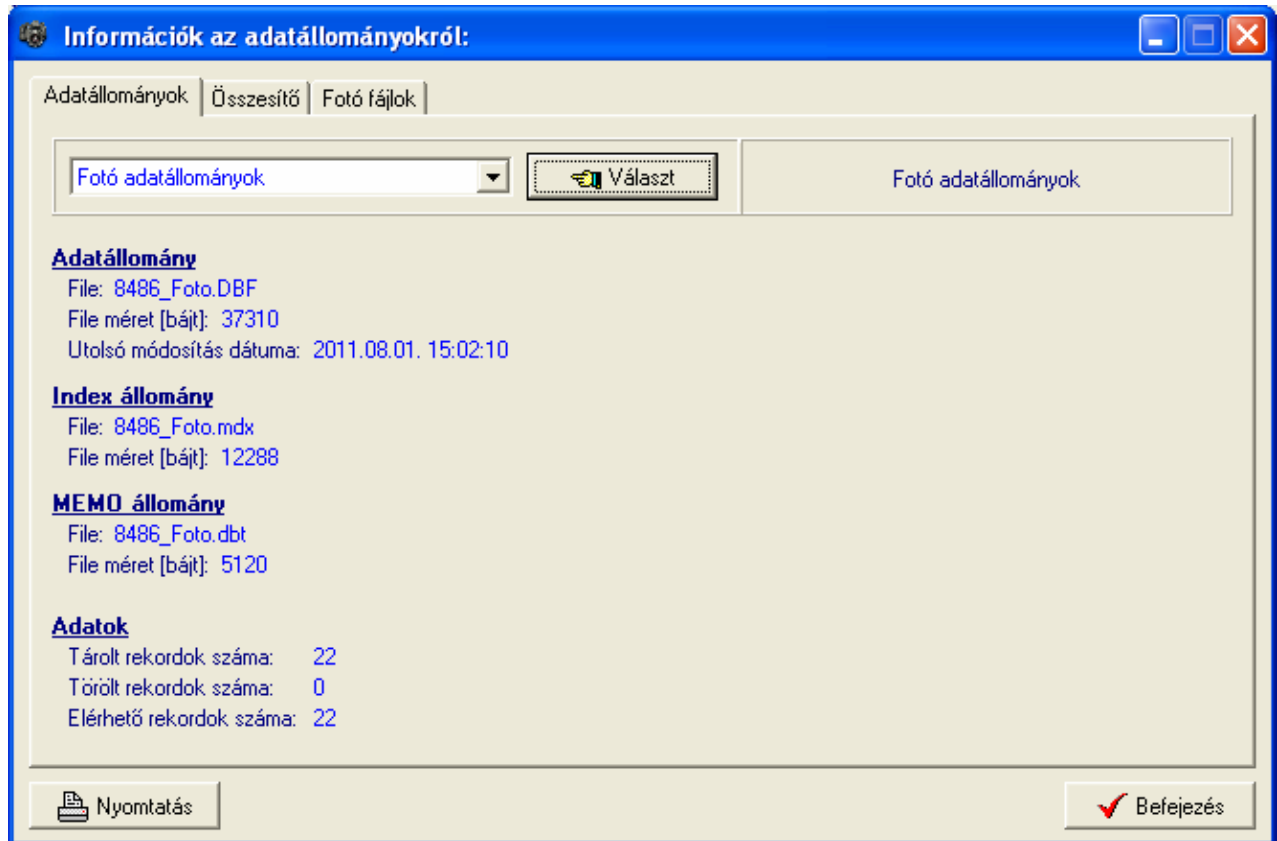 Információk az adatállományokról:
Adatállományok Összesítő Fotó fájlok
Fotó adatállományok Választ Fotó adatállományok
Adatállomány
File: 8486_Foto.DBF
File méret [bájt]: 37310
Utolsó módosítás dátuma: 2011.08.01. 15:02:10
Index állomány
File: 8486_Foto.mdx
File méret [bájt]: 12288
MEMO állomány
File: 8486_Foto.dbt
File méret [bájt]: 5120
Adatok
Tárolt rekordok száma: 22
Törölt rekordok száma: 0
Elérhető rekordok száma: 22
Nyomtatás Befejezés